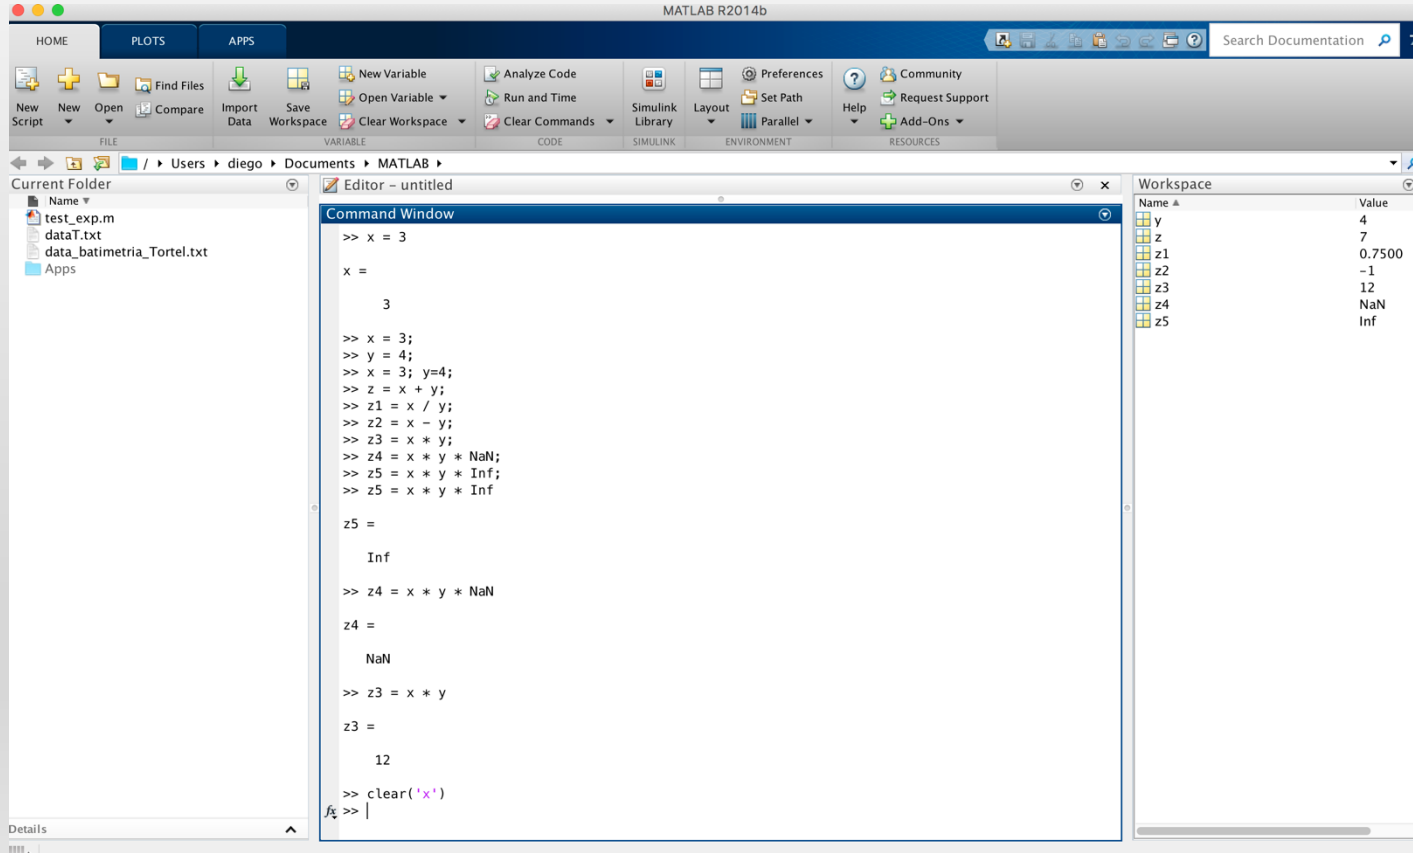 MATLAB R2014b
HOME PLOTS APPS
Search Documentation
New Script
New
Open
Find Files
Compare
FILE
Import Data
Save Workspace
New Variable
Open Variable
Clear Workspace
VARIABLE
Analyze Code
Run and Time
Clear Commands
CODE
Simulink Library
SIMULINK
Layout
Preferences
Set Path
Parallel
ENVIRONMENT
Help
Community
Request Support
Add-Ons
RESOURCES
/ Users diego Documents MATLAB
Current Folder
Name
test_exp.m
dataT.txt
data_batimetria_Tortel.txt
Apps
Details
Editor – untitled
Command Window
>> x = 3
x =
3
>> x = 3;
>> y = 4;
>> x = 3; y=4;
>> z = x + y;
>> z1 = x / y;
>> z2 = x - y;
>> z3 = x * y;
>> z4 = x * y * NaN;
>> z5 = x * y * Inf;
>> z5 = x * y * Inf
z5 =
Inf
>> z4 = x * y * NaN
z4 =
NaN
>> z3 = x * y
z3 =
12
>> clear('x')
fx >>
Workspace
Name Value
y 4
z 7
z1 0.7500
z2 -1
z3 12
z4 NaN
z5 Inf